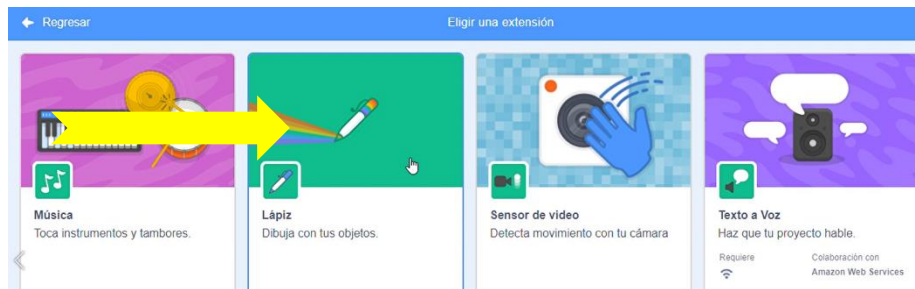 Regresar
Eligir una extensión
Música
Toca instrumentos y tambores.
Lápiz
Dibuja con tus objetos.
Sensor de video
Detecta movimiento con tu cámara
Texto a Voz
Haz que tu proyecto hable.
Requiere
Colaboración con
Amazon Web Services